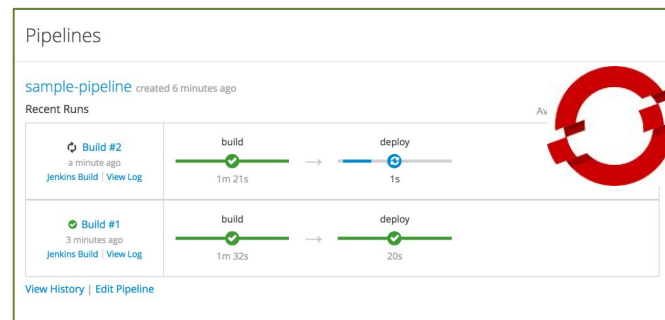 Pipelines
sample-pipeline created 6 minutes ago
Recent Runs
Build #2
a minute ago
Jenkins Build | View Log
build
1m 21s
deploy
1s
Build #1
3 minutes ago
Jenkins Build | View Log
build
1m 32s
deploy
20s
View History | Edit Pipeline